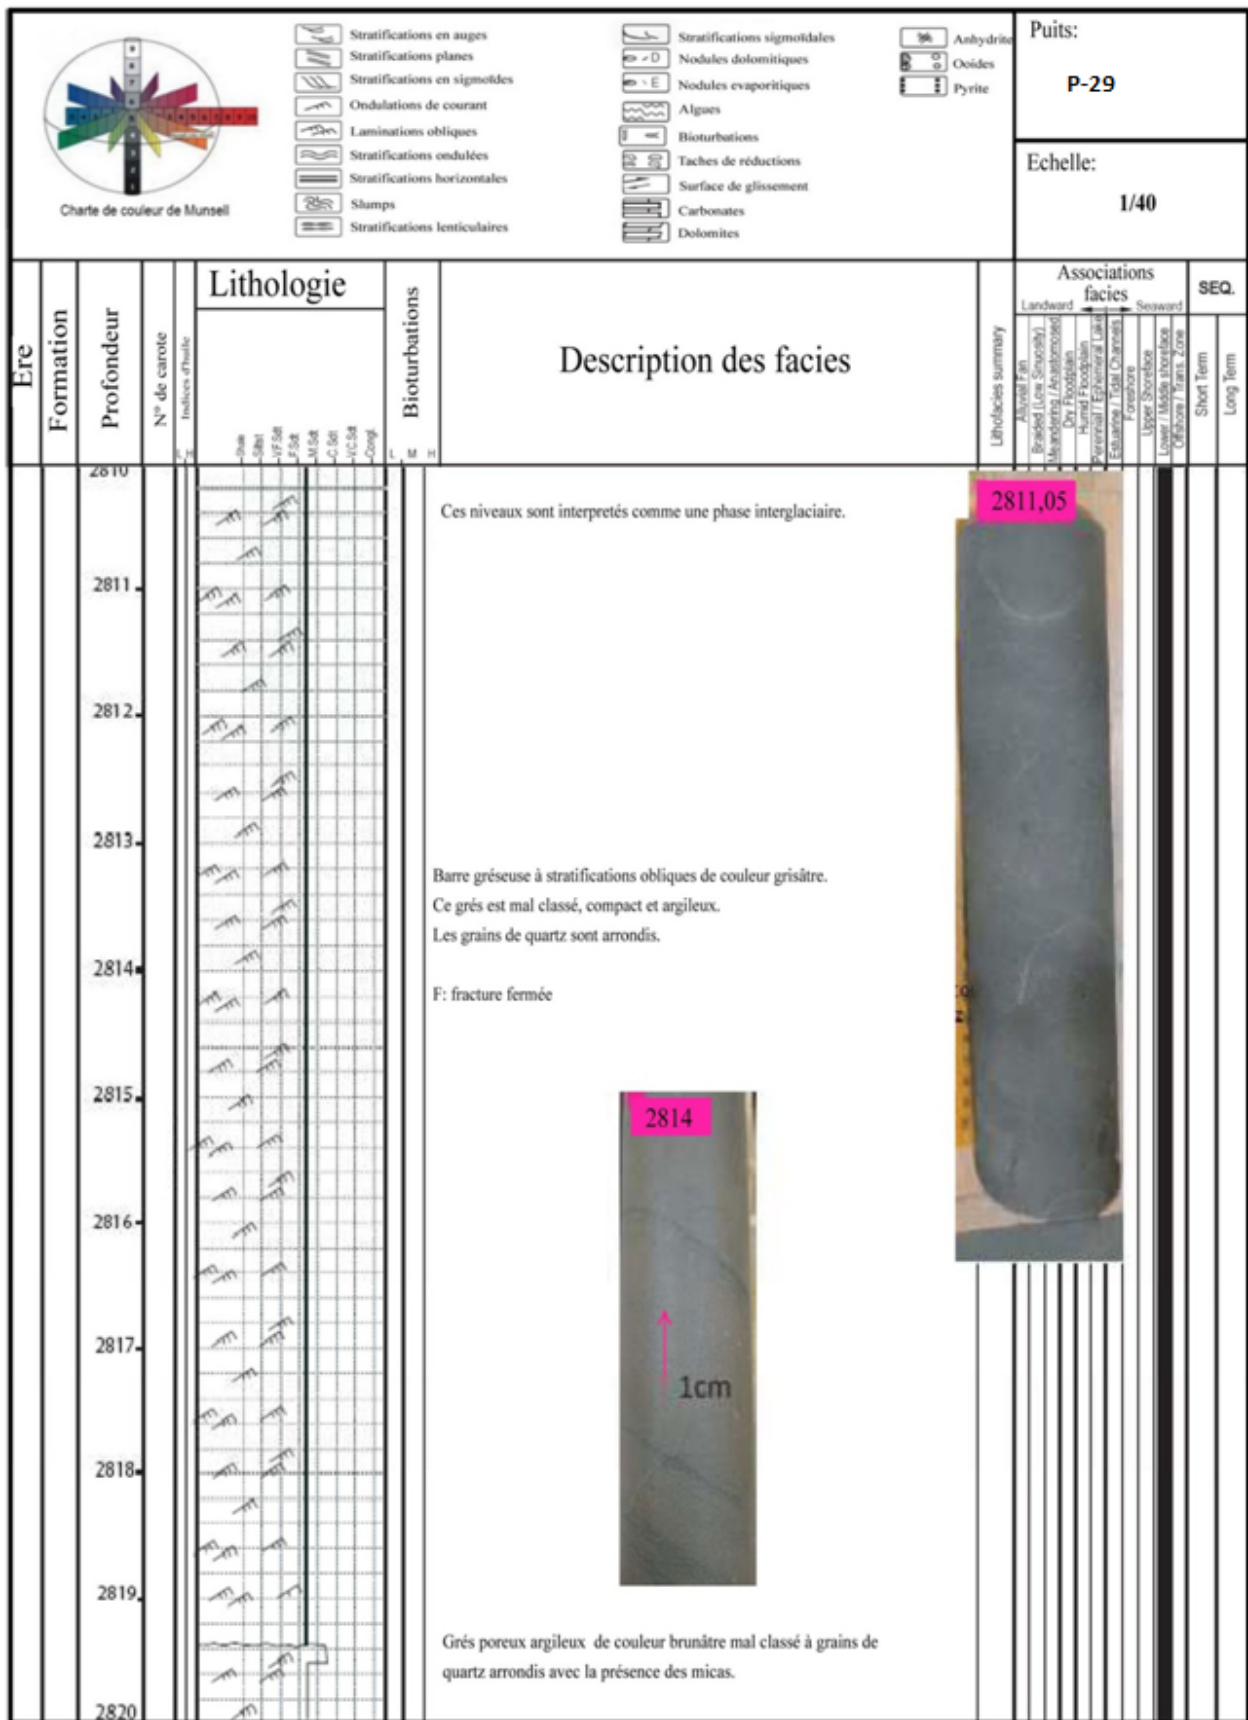 Charte de couleur de Munsell
Stratifications en auges
Stratifications planes
Stratifications en sigmoïdes
Ondulations de courant
Laminations obliques
Stratifications ondulées
Stratifications horizontales
Slumps
Stratifications lenticulaires
Stratifications sigmoïdales
D Nodules dolomitiques
E Nodules evaporitiques
Algues
Bioturbations
Taches de réductions
Surface de glissement
Carbonates
Dolomites
Anhydrite
Ooides
Pyrite
Puits:
P-29
Echelle:
1/40
Ere
Formation
Profondeur
N° de carote
Indices d'huile
L H
Lithologie
Shale
Siltst
V.F.Sdt
F.Sdt
M.Sdt
C.Sdt
V.C.Sdt
Congl.
Bioturbations
L M H
Description des facies
Lithofacies summary
Associations
facies
Landward
Seaward
Alluvial Fan
Braided (Low Sinuosity)
Meandering / Anastomosed
Dry Floodplain
Humid Floodplain
Perennial / Ephemeral Lake
Estuarine / Tidal Channels
Foreshore
Upper Shoreface
Lower / Middle shoreface
Offshore / Trans. Zone
SEQ.
Short Term
Long Term
2810
Ces niveaux sont interpretés comme une phase interglaciaire.
2811,05
2811
2812
2813
Barre gréseuse à stratifications obliques de couleur grisâtre.
Ce grés est mal classé, compact et argileux.
Les grains de quartz sont arrondis.
2814
F: fracture fermée
2815
2814
2816
2817
1cm
2818
2819
Grés poreux argileux de couleur brunâtre mal classé à grains de
quartz arrondis avec la présence des micas.
2820